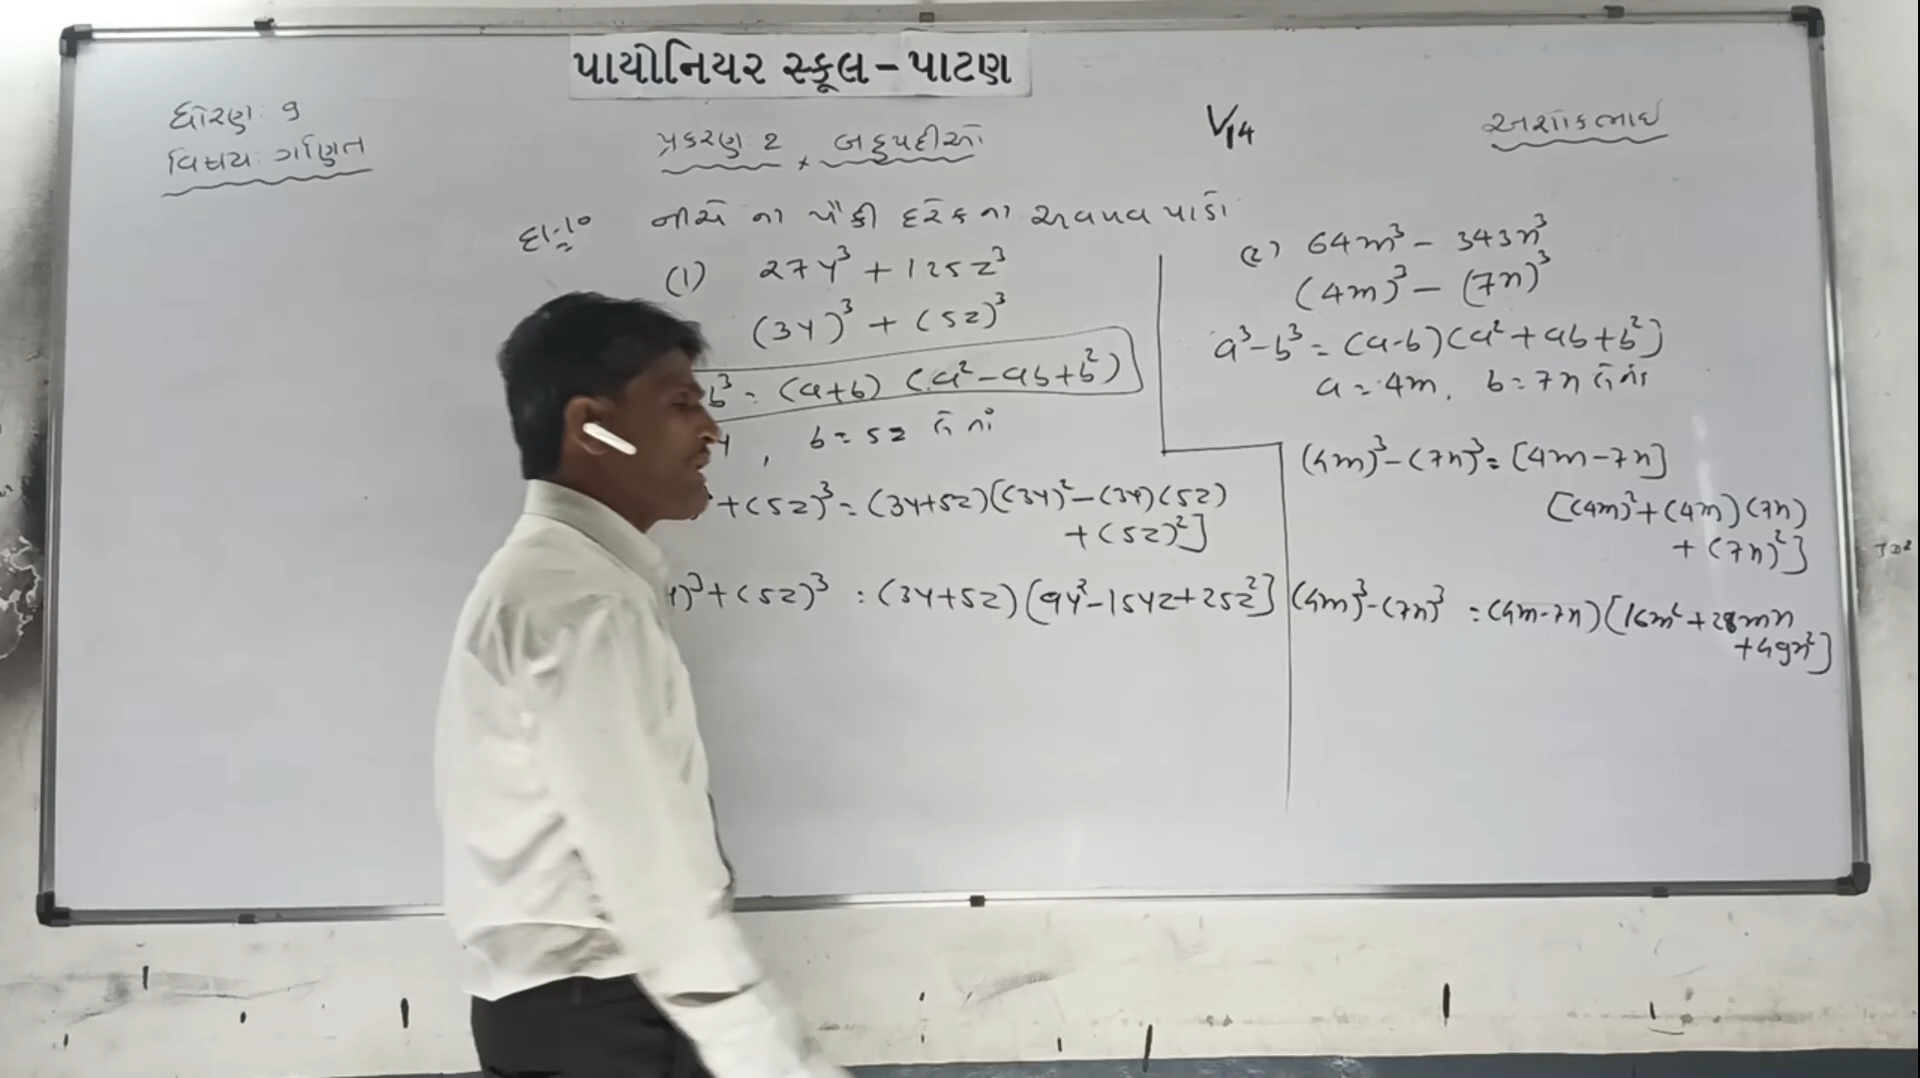 પાયોનિયર સ્કૂલ - પાટણ
ધોરણ: 9
વિષય: ગણિત
પ્રકરણ: 2 , બહુપદીઓ
V14
અશોકભાઇ
દા-10 નીચે ના પૈકી દરેકના અવયવ પાડો
(1) 27y³ + 125z³
(3y)³ + (5z)³
b³ = (a+b) (a² - ab + b²)
y , b = 5z લેતાં
+ (5z)³ = (3y+5z)[(3y)² - (3y)(5z)
+ (5z)²]
y)³ + (5z)³ = (3y+5z)[9y² - 15yz + 25z²]
(2) 64m³ - 343n³
(4m)³ - (7n)³
a³ - b³ = (a-b)(a² + ab + b²)
a = 4m, b = 7n લેતાં
(4m)³ - (7n)³ = [4m - 7n]
[(4m)² + (4m)(7n)
+ (7n)²]
(4m)³ - (7n)³ = (4m-7n)[16m² + 28mn
+ 49n²]